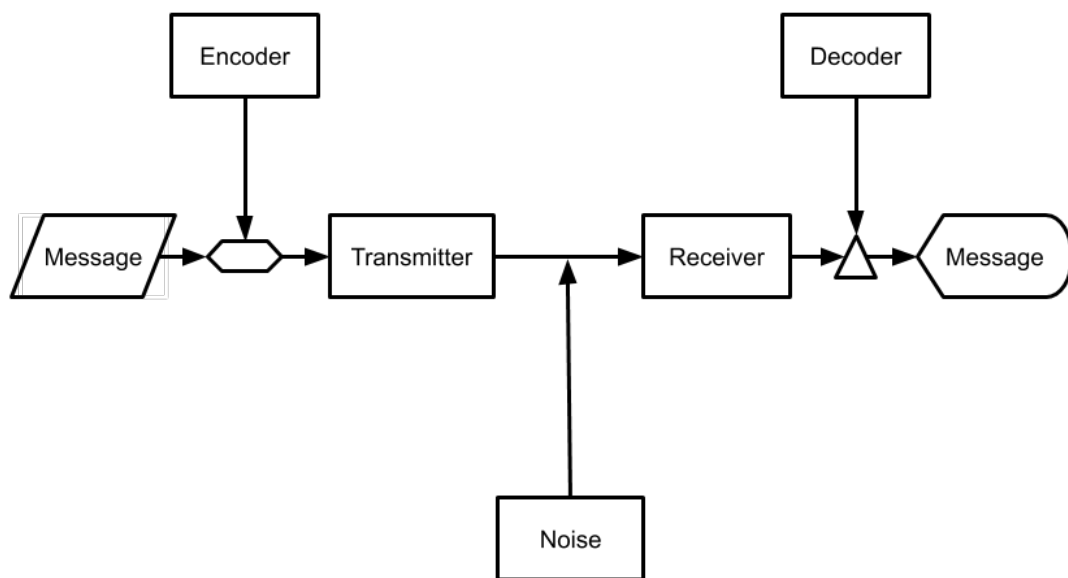 Encoder
Decoder
Message
Transmitter
Receiver
Message
Noise